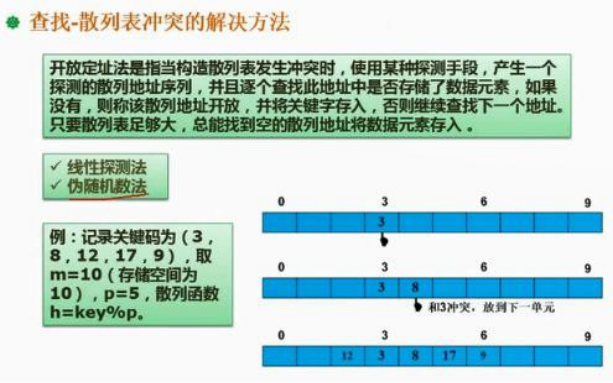 查找-散列表冲突的解决方法
开放定址法是指当构造散列表发生冲突时，使用某种探测手段，产生一个
探测的散列地址序列，并且逐个查找此地址中是否存储了数据元素，如果
没有，则称该散列地址开放，并将关键字存入，否则继续查找下一个地址。
只要散列表足够大，总能找到空的散列地址将数据元素存入。
✓ 线性探测法
✓ 伪随机数法
例：记录关键码为（3，
8，12，17，9），取
m=10（存储空间为
10），p=5，散列函数
h=key%p。
0 3 6 9
3
0 3 6 9
3 8
和3冲突，放到下一单元
0 3 6 9
12 3 8 17 9